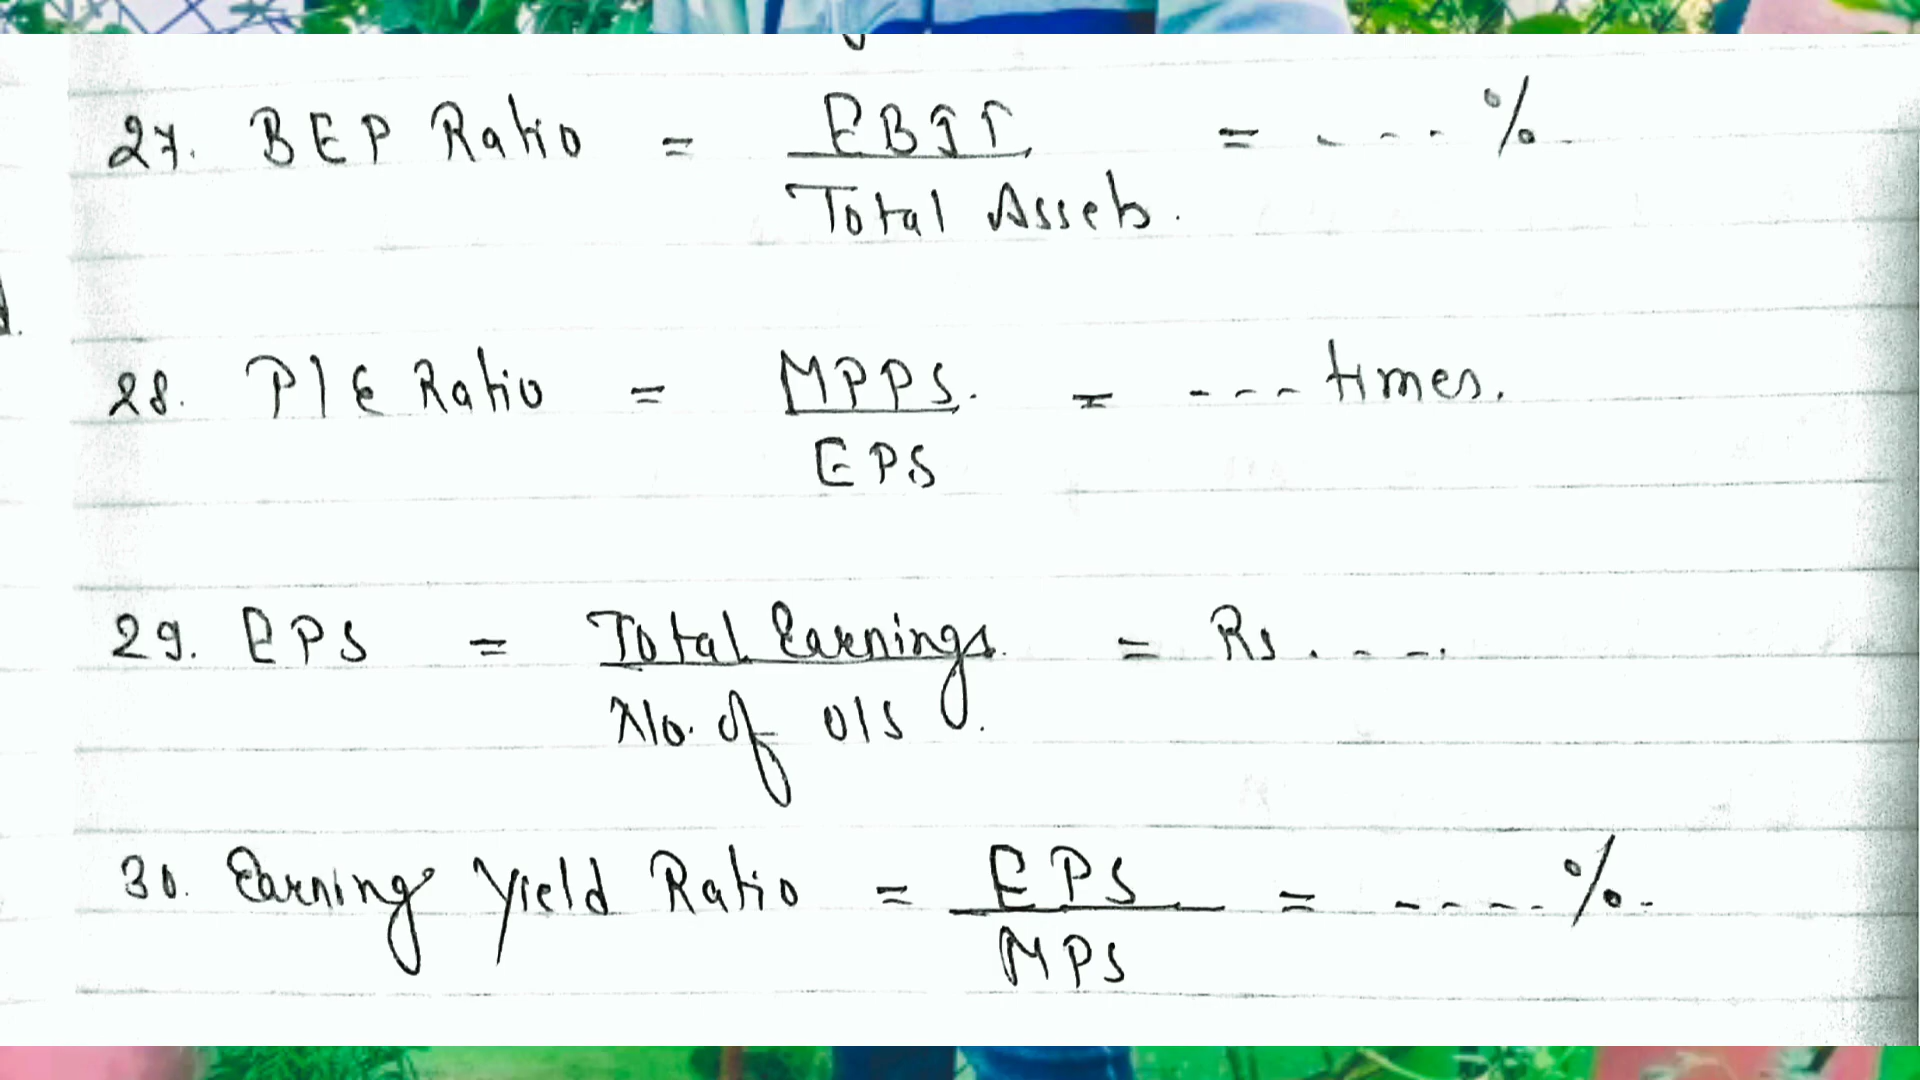 27. BEP Ratio = EBIT = - - - - %.
Total Assets.
28. P/E Ratio = MPPS. = - - - - times.
EPS
29. EPS = Total Earnings. = Rs. - - -.
No. of o/s.
30. Earning Yield Ratio = EPS = - - - - - %.
MPS